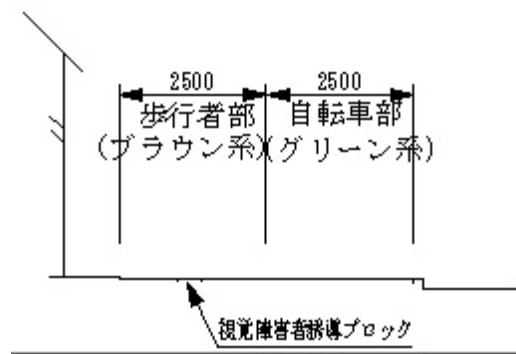 2500 2500
歩行者部 自転車部
(ブラウン系)(グリーン系)
視覚障害者誘導ブロック